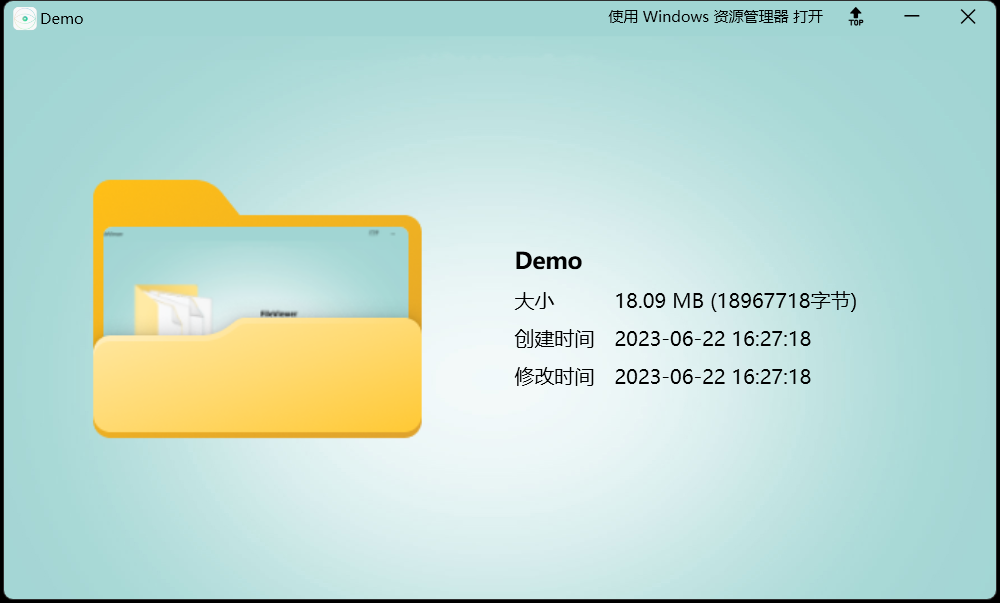 Demo
使用 Windows 资源管理器 打开
TOP
FileViewer
Demo
大小 18.09 MB (18967718字节)
创建时间 2023-06-22 16:27:18
修改时间 2023-06-22 16:27:18